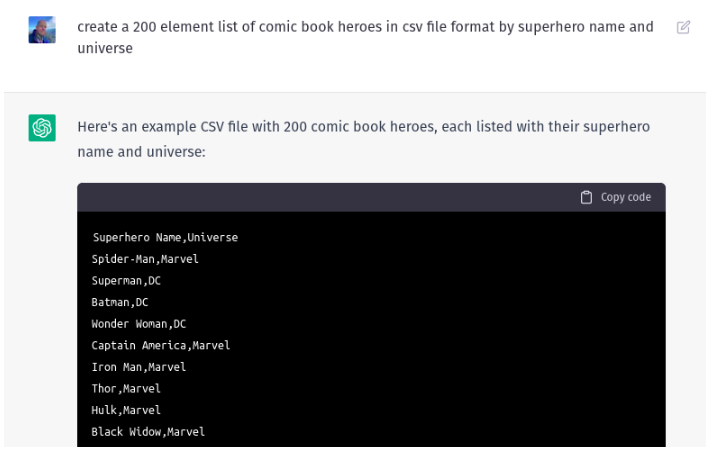 create a 200 element list of comic book heroes in csv file format by superhero name and
universe
Here's an example CSV file with 200 comic book heroes, each listed with their superhero
name and universe:
Copy code
Superhero Name,Universe
Spider-Man,Marvel
Superman,DC
Batman,DC
Wonder Woman,DC
Captain America,Marvel
Iron Man,Marvel
Thor,Marvel
Hulk,Marvel
Black Widow,Marvel